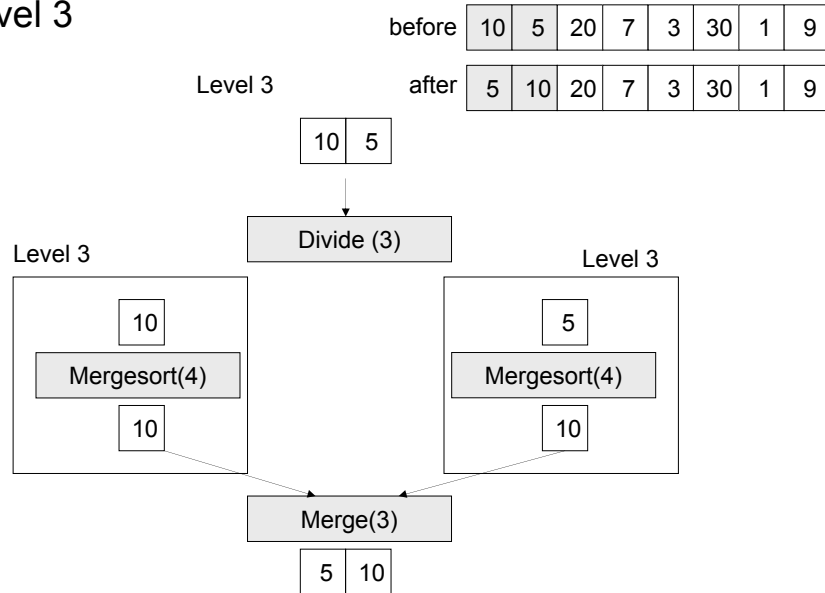 vel 3
before 10 5 20 7 3 30 1 9
Level 3 after 5 10 20 7 3 30 1 9
10 5
Divide (3)
Level 3
Level 3
10
5
Mergesort(4)
Mergesort(4)
10
10
Merge(3)
5 10